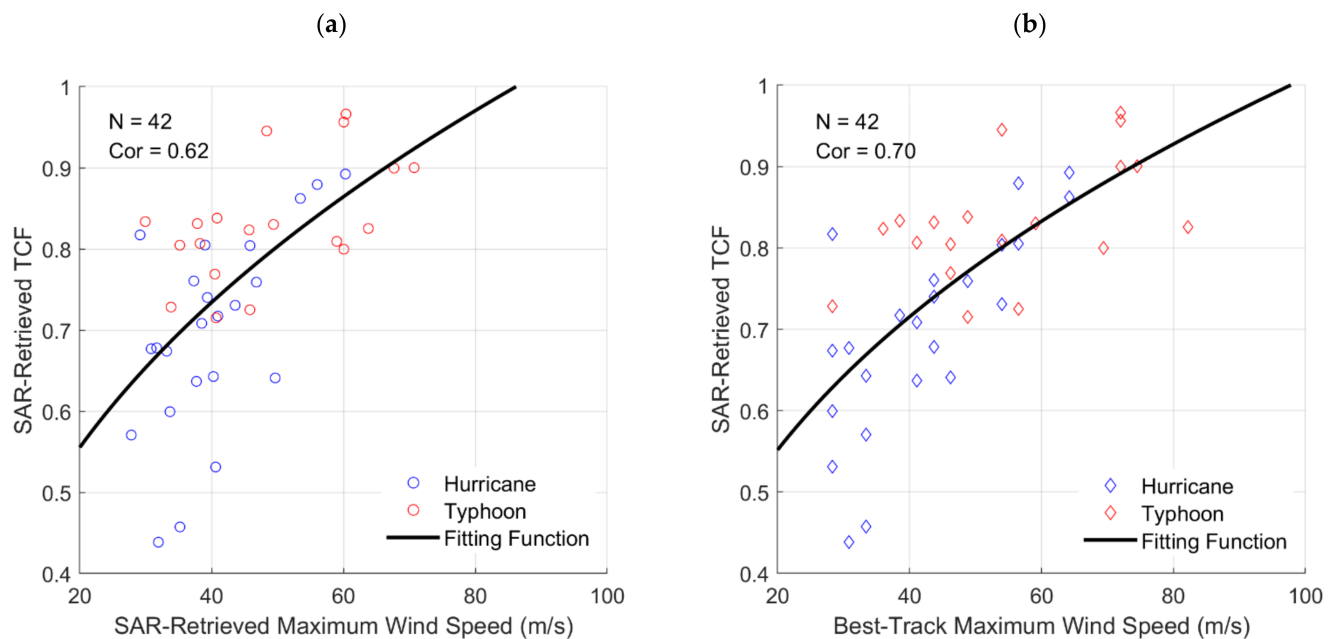 (a)
N = 42
Cor = 0.62
SAR-Retrieved TCF
1
0.9
0.8
0.7
0.6
0.5
0.4
Hurricane
Typhoon
Fitting Function
20 40 60 80 100
SAR-Retrieved Maximum Wind Speed (m/s)
(b)
N = 42
Cor = 0.70
SAR-Retrieved TCF
1
0.9
0.8
0.7
0.6
0.5
0.4
Hurricane
Typhoon
Fitting Function
20 40 60 80 100
Best-Track Maximum Wind Speed (m/s)